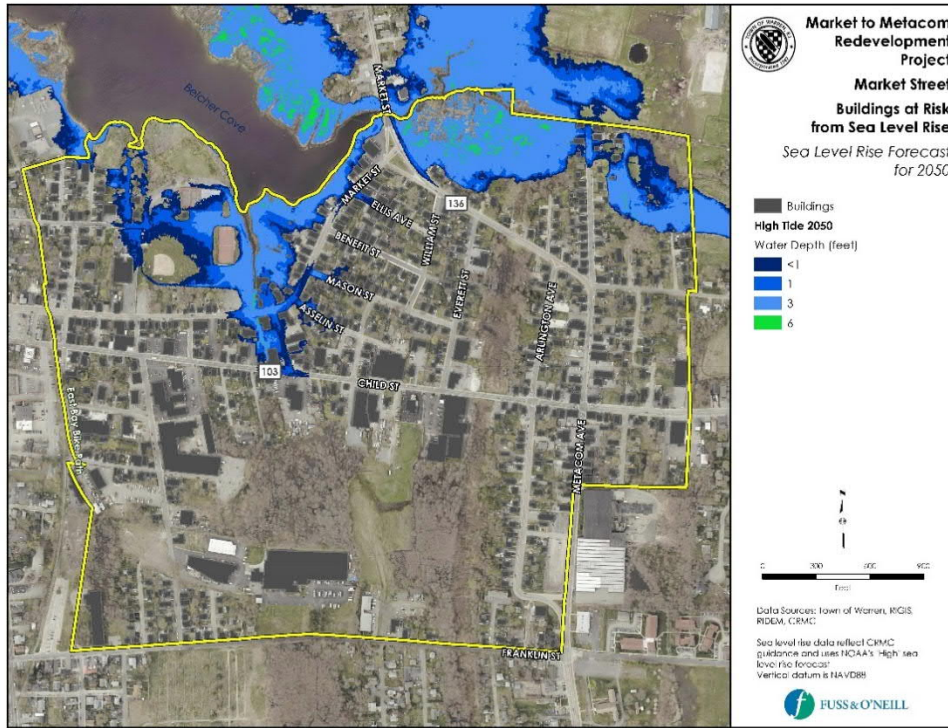 Market to Metacom
Redevelopment
Project
Market Street
Buildings at Risk
from Sea Level Rise
Sea Level Rise Forecast
for 2050
Buildings
High Tide 2050
Water Depth (feet)
<1
1
3
6
0 300 600 900
Feet
Data Sources: Town of Warren, RIGIS,
RIDEM, CRMC
Sea level rise data reflect CRMC
guidance and uses NOAA's 'High' sea
level rise forecast
Vertical datum is NAVD88
FUSS & O'NEILL
Belcher Cove
MARKET ST
MARKET ST
136
ELLIS AVE
WILLIAM ST
BENEFIT ST
MASON ST
EVERETT ST
ASSELIN ST
ARLINGTON AVE
103
CHILD ST
East Bay Bike Path
METACOM AVE
FRANKLIN ST